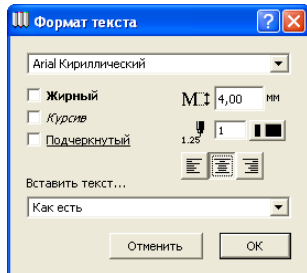 Формат текста
Arial Кириллический
Жирный
М 4,00 мм
Курсив
1.25 1
Подчеркнутый
Вставить текст...
Как есть
Отменить OK